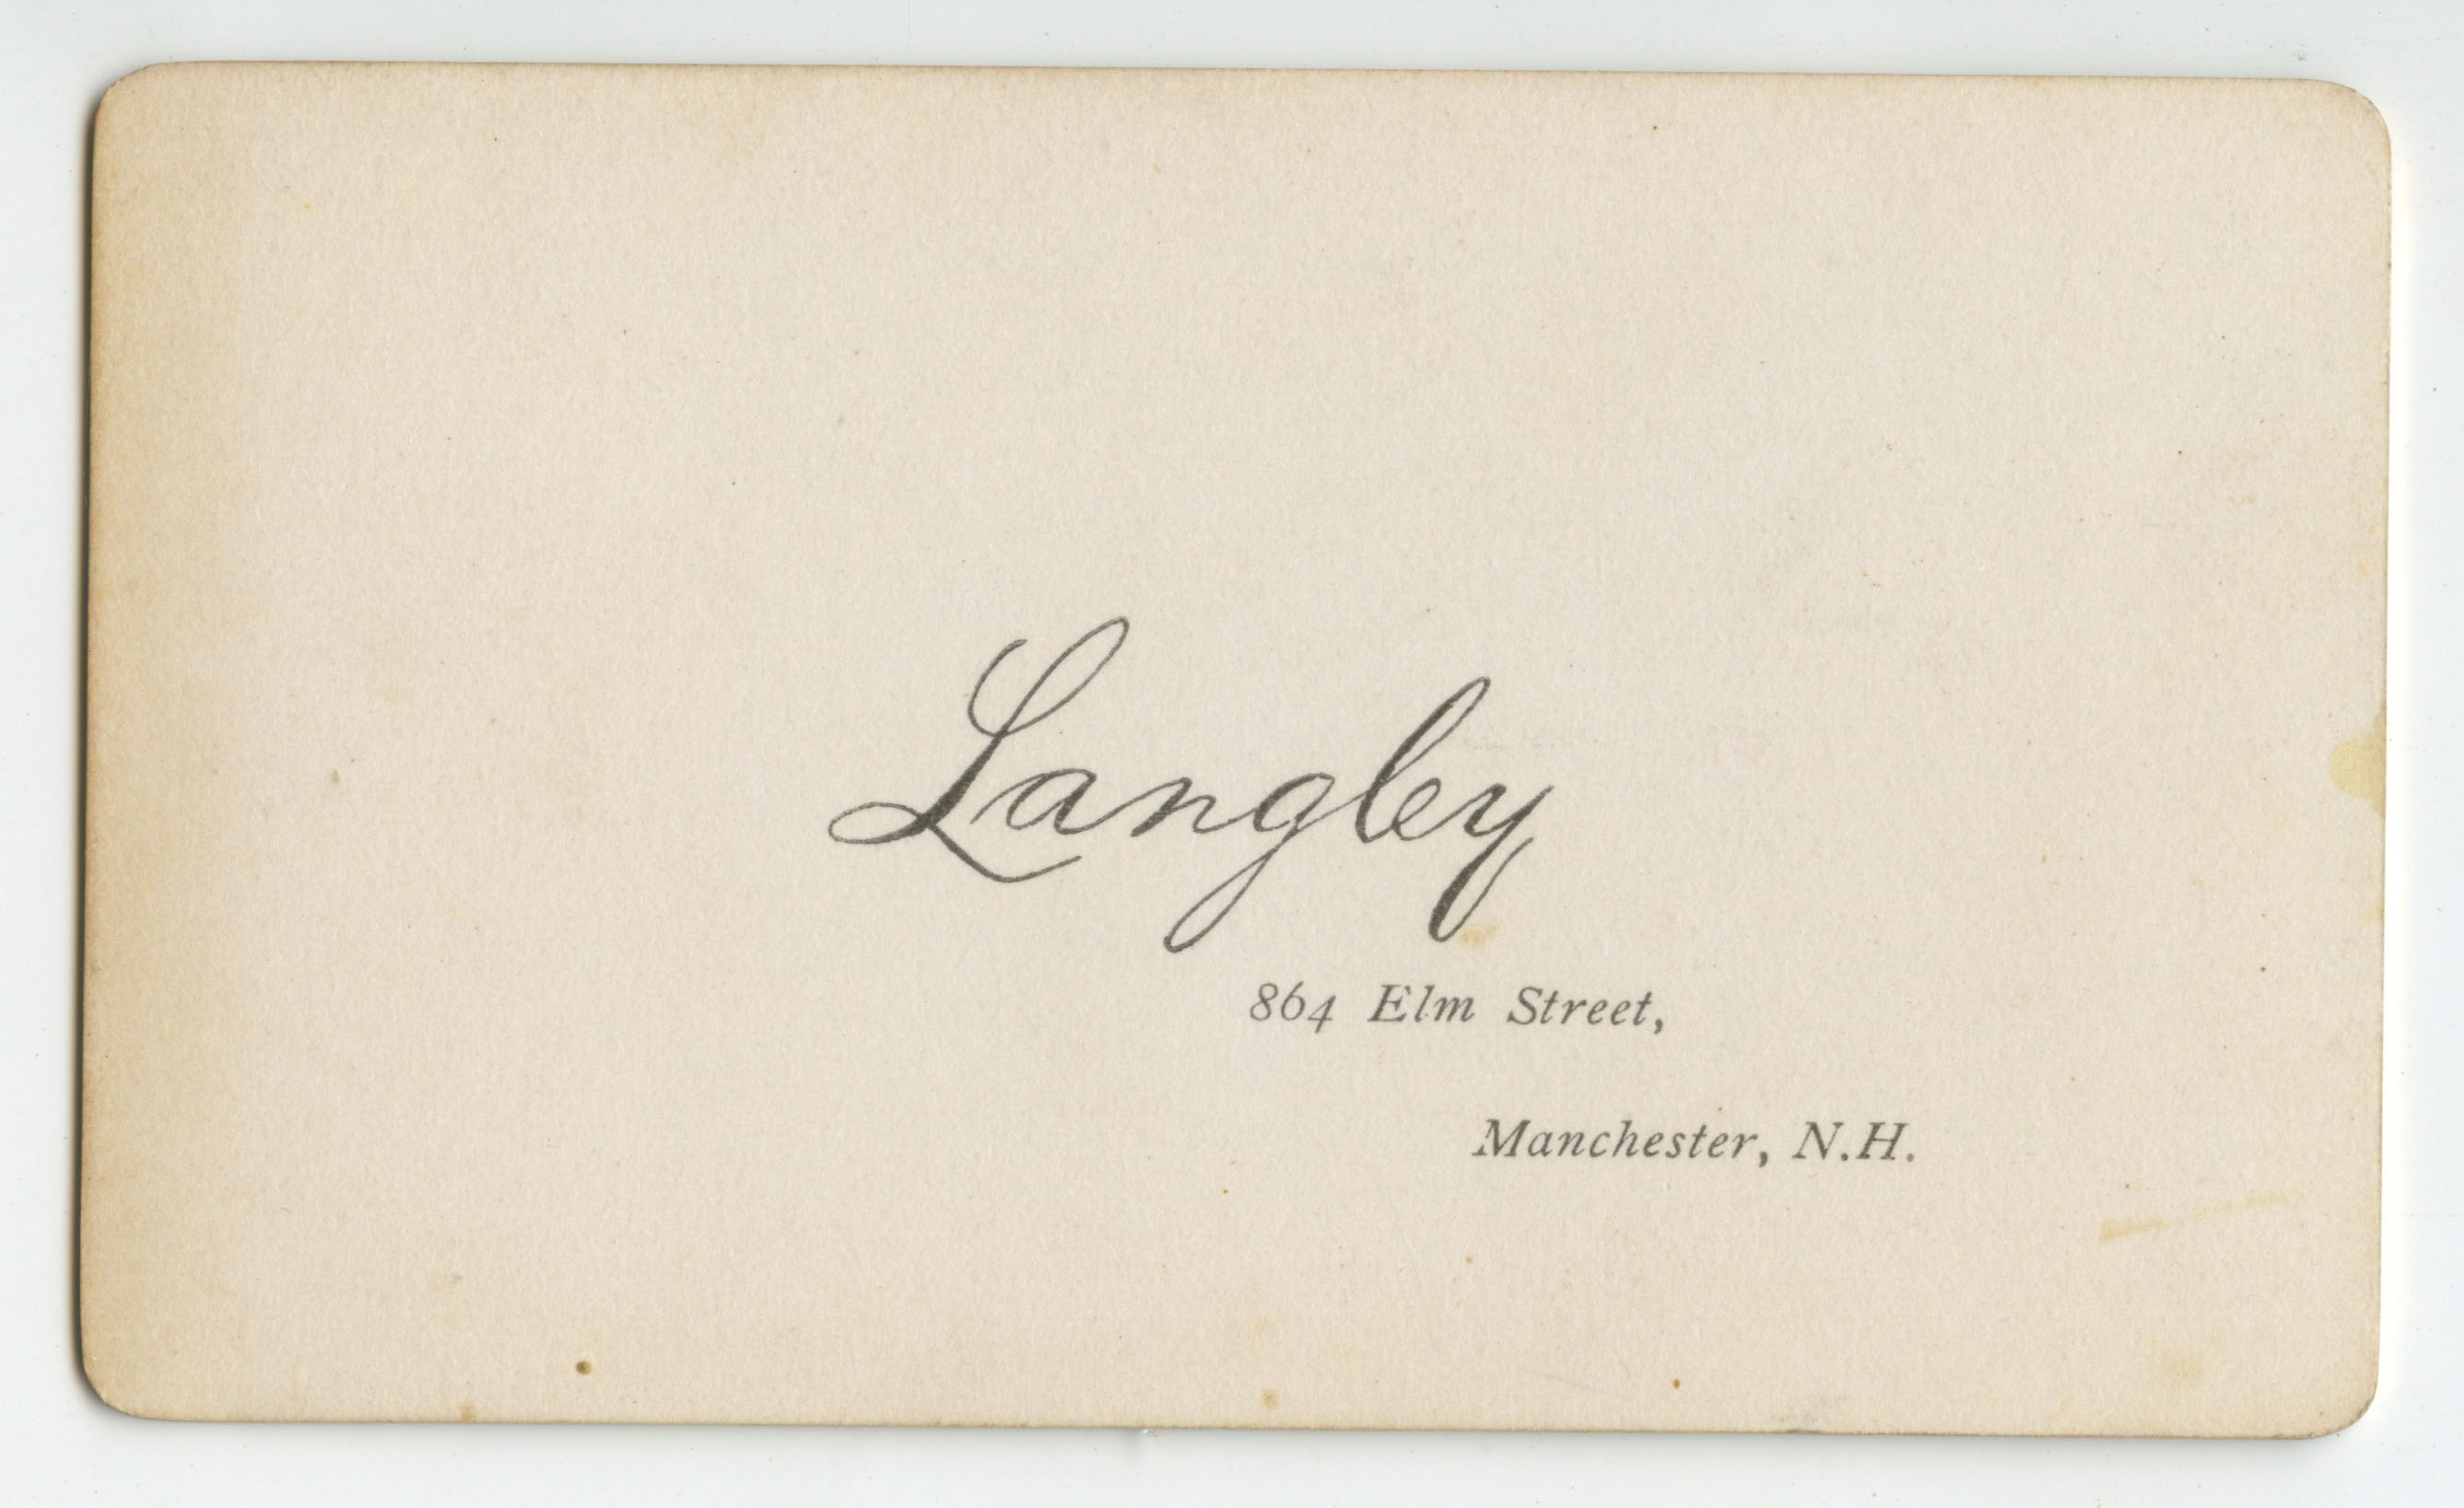 Langley
864 Elm Street,
Manchester, N.H.